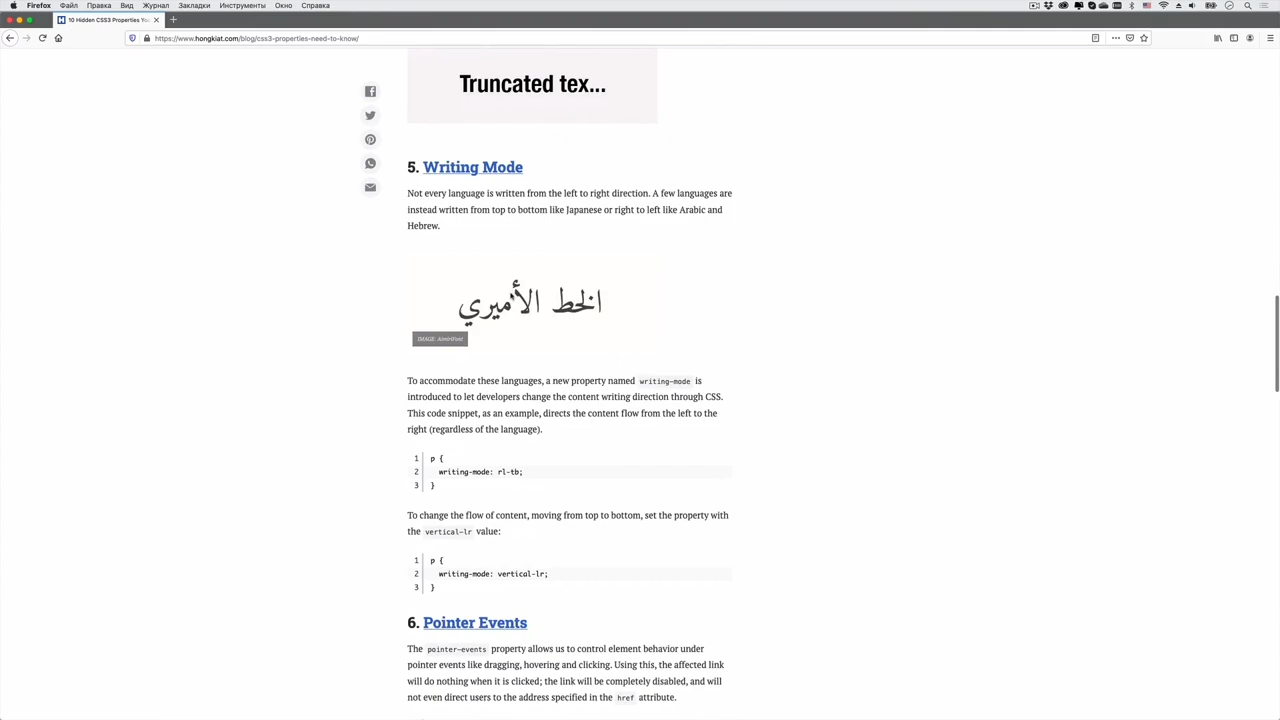 Firefox Файл Правка Вид Журнал Закладки Инструменты Окно Справка
10 Hidden CSS3 Properties You
https://www.hongkiat.com/blog/css3-properties-need-to-know/
Truncated tex...
5. Writing Mode
Not every language is written from the left to right direction. A few languages are
instead written from top to bottom like Japanese or right to left like Arabic and
Hebrew.
الخط الأميري
IMAGE: AmiriFont
To accommodate these languages, a new property named writing-mode is
introduced to let developers change the content writing direction through CSS.
This code snippet, as an example, directs the content flow from the left to the
right (regardless of the language).
1 p {
2 writing-mode: rl-tb;
3 }
To change the flow of content, moving from top to bottom, set the property with
the vertical-lr value:
1 p {
2 writing-mode: vertical-lr;
3 }
6. Pointer Events
The pointer-events property allows us to control element behavior under
pointer events like dragging, hovering and clicking. Using this, the affected link
will do nothing when it is clicked; the link will be completely disabled, and will
not even direct users to the address specified in the href attribute.